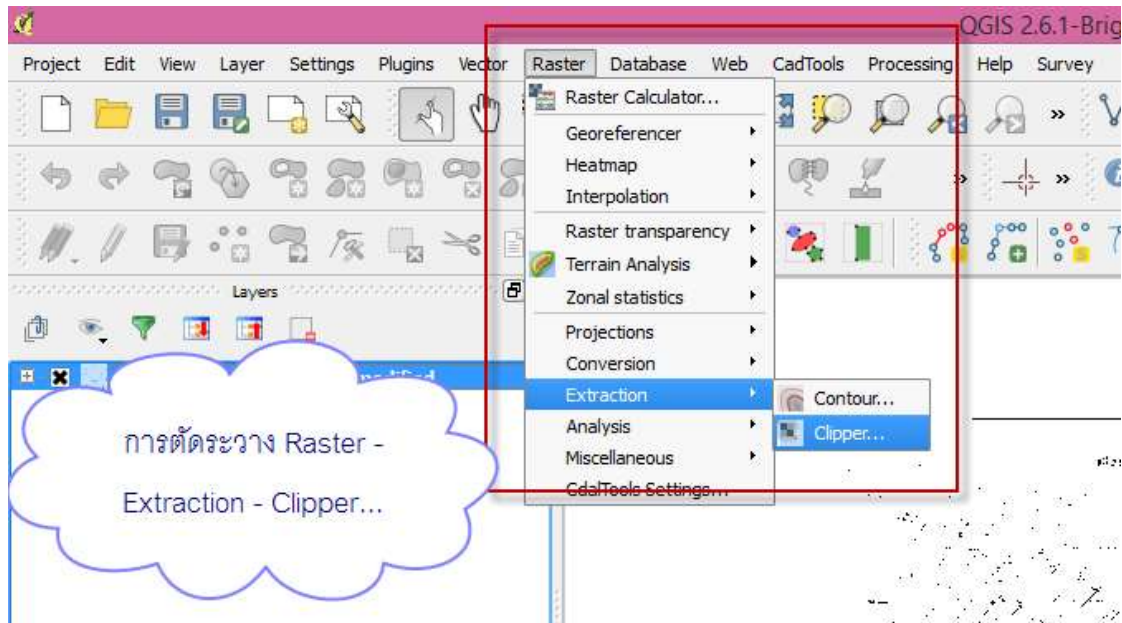 QGIS 2.6.1-Brig
Project Edit View Layer Settings Plugins Vector Raster Database Web CadTools Processing Help Survey
Raster Calculator...
Georeferencer
Heatmap
Interpolation
Raster transparency
Terrain Analysis
Zonal statistics
Projections
Conversion
Extraction
Analysis
Miscellaneous
GdalTools Settings...
Contour...
Clipper...
Layers
การตัดระวาง Raster -
Extraction - Clipper...